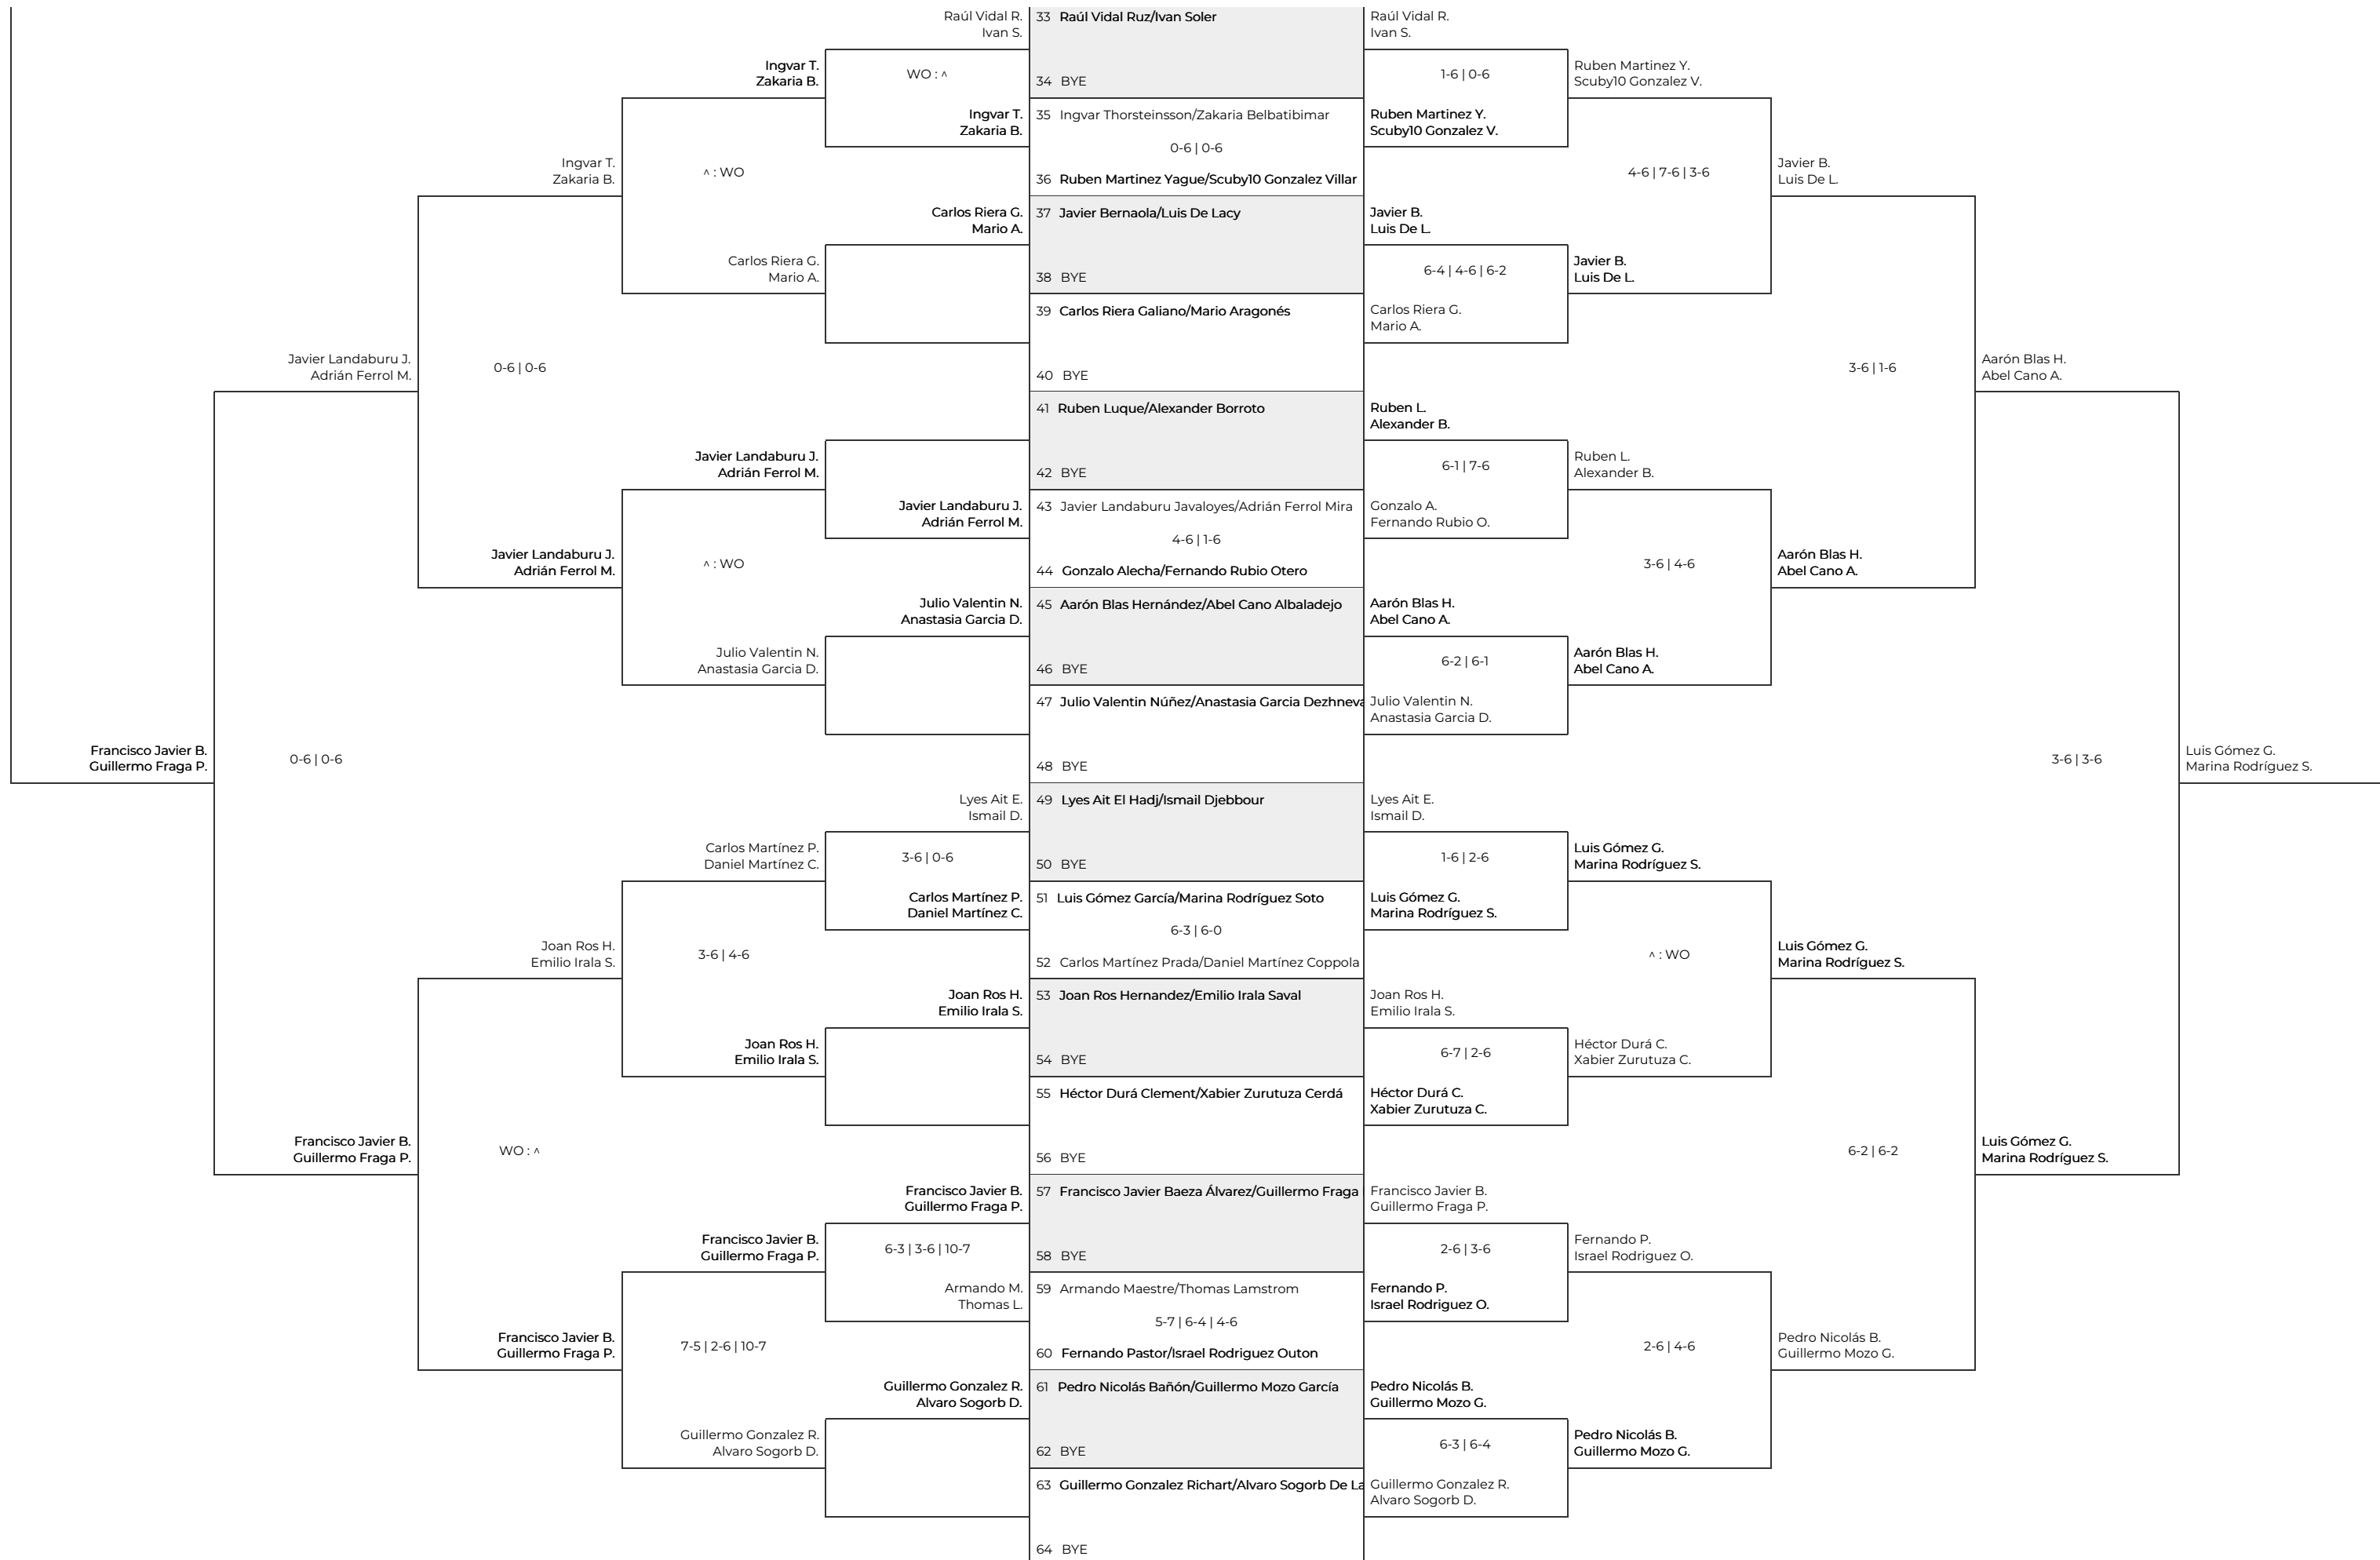 Raúl Vidal R.
Ivan S.
33 Raúl Vidal Ruz/Ivan Soler
Raúl Vidal R.
Ivan S.
Ingvar T.
Zakaria B.
WO : ^
34 BYE
1-6 | 0-6
Ruben Martinez Y.
Scuby10 Gonzalez V.
Ingvar T.
Zakaria B.
35 Ingvar Thorsteinsson/Zakaria Belbatibimar
Ruben Martinez Y.
Scuby10 Gonzalez V.
0-6 | 0-6
Ingvar T.
Zakaria B.
^ : WO
36 Ruben Martinez Yague/Scuby10 Gonzalez Villar
4-6 | 7-6 | 3-6
Javier B.
Luis De L.
Carlos Riera G.
Mario A.
37 Javier Bernaola/Luis De Lacy
Javier B.
Luis De L.
Carlos Riera G.
Mario A.
38 BYE
6-4 | 4-6 | 6-2
Javier B.
Luis De L.
39 Carlos Riera Galiano/Mario Aragonés
Carlos Riera G.
Mario A.
Javier Landaburu J.
Adrián Ferrol M.
0-6 | 0-6
40 BYE
3-6 | 1-6
Aarón Blas H.
Abel Cano A.
41 Ruben Luque/Alexander Borroto
Ruben L.
Alexander B.
Javier Landaburu J.
Adrián Ferrol M.
42 BYE
6-1 | 7-6
Ruben L.
Alexander B.
Javier Landaburu J.
Adrián Ferrol M.
43 Javier Landaburu Javaloyes/Adrián Ferrol Mira
Gonzalo A.
Fernando Rubio O.
4-6 | 1-6
Javier Landaburu J.
Adrián Ferrol M.
^ : WO
44 Gonzalo Alecha/Fernando Rubio Otero
3-6 | 4-6
Aarón Blas H.
Abel Cano A.
Julio Valentin N.
Anastasia Garcia D.
45 Aarón Blas Hernández/Abel Cano Albaladejo
Aarón Blas H.
Abel Cano A.
Julio Valentin N.
Anastasia Garcia D.
46 BYE
6-2 | 6-1
Aarón Blas H.
Abel Cano A.
47 Julio Valentin Núñez/Anastasia Garcia Dezhneva
Julio Valentin N.
Anastasia Garcia D.
Francisco Javier B.
Guillermo Fraga P.
0-6 | 0-6
48 BYE
3-6 | 3-6
Luis Gómez G.
Marina Rodríguez S.
Lyes Ait E.
Ismail D.
49 Lyes Ait El Hadj/Ismail Djebbour
Lyes Ait E.
Ismail D.
Carlos Martínez P.
Daniel Martínez C.
3-6 | 0-6
50 BYE
1-6 | 2-6
Luis Gómez G.
Marina Rodríguez S.
Carlos Martínez P.
Daniel Martínez C.
51 Luis Gómez García/Marina Rodríguez Soto
Luis Gómez G.
Marina Rodríguez S.
6-3 | 6-0
Joan Ros H.
Emilio Irala S.
3-6 | 4-6
52 Carlos Martínez Prada/Daniel Martínez Coppola
^ : WO
Luis Gómez G.
Marina Rodríguez S.
Joan Ros H.
Emilio Irala S.
53 Joan Ros Hernandez/Emilio Irala Saval
Joan Ros H.
Emilio Irala S.
Joan Ros H.
Emilio Irala S.
54 BYE
6-7 | 2-6
Héctor Durá C.
Xabier Zurutuza C.
55 Héctor Durá Clement/Xabier Zurutuza Cerdá
Héctor Durá C.
Xabier Zurutuza C.
Francisco Javier B.
Guillermo Fraga P.
WO : ^
56 BYE
6-2 | 6-2
Luis Gómez G.
Marina Rodríguez S.
Francisco Javier B.
Guillermo Fraga P.
57 Francisco Javier Baeza Álvarez/Guillermo Fraga
Francisco Javier B.
Guillermo Fraga P.
Francisco Javier B.
Guillermo Fraga P.
6-3 | 3-6 | 10-7
58 BYE
2-6 | 3-6
Fernando P.
Israel Rodriguez O.
Armando M.
Thomas L.
59 Armando Maestre/Thomas Lamstrom
Fernando P.
Israel Rodriguez O.
5-7 | 6-4 | 4-6
Francisco Javier B.
Guillermo Fraga P.
7-5 | 2-6 | 10-7
60 Fernando Pastor/Israel Rodriguez Outon
2-6 | 4-6
Pedro Nicolás B.
Guillermo Mozo G.
Guillermo Gonzalez R.
Alvaro Sogorb D.
61 Pedro Nicolás Bañón/Guillermo Mozo García
Pedro Nicolás B.
Guillermo Mozo G.
Guillermo Gonzalez R.
Alvaro Sogorb D.
62 BYE
6-3 | 6-4
Pedro Nicolás B.
Guillermo Mozo G.
63 Guillermo Gonzalez Richart/Alvaro Sogorb De La
Guillermo Gonzalez R.
Alvaro Sogorb D.
64 BYE